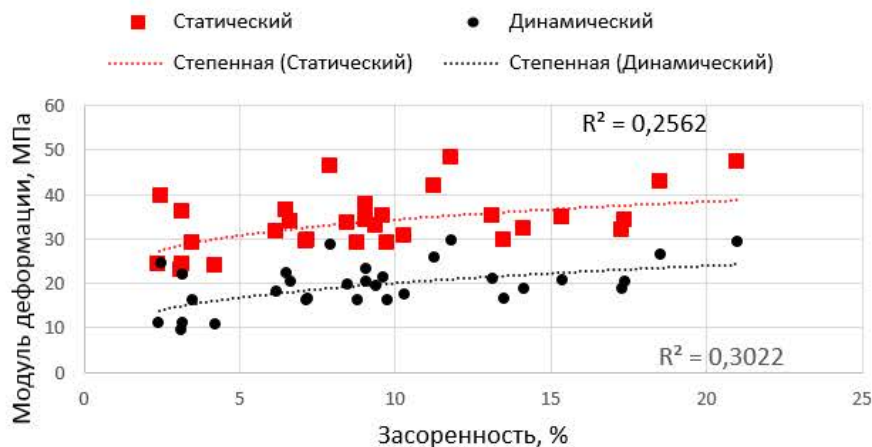 Статический
Динамический
Степенная (Статический)
Степенная (Динамический)
Модуль деформации, МПа
60
50
40
30
20
10
0
R² = 0,2562
R² = 0,3022
0 5 10 15 20 25
Засоренность, %